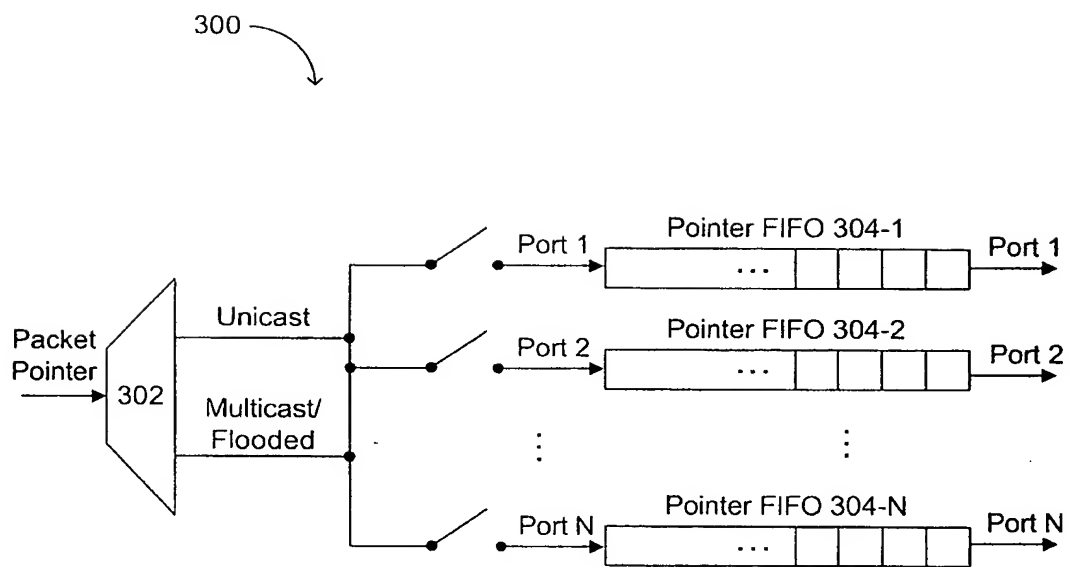 300
Packet
Pointer
302
Unicast
Multicast/
Flooded
Port 1
Pointer FIFO 304-1
...
Port 1
Port 2
Pointer FIFO 304-2
...
Port 2
Port N
Pointer FIFO 304-N
...
Port N